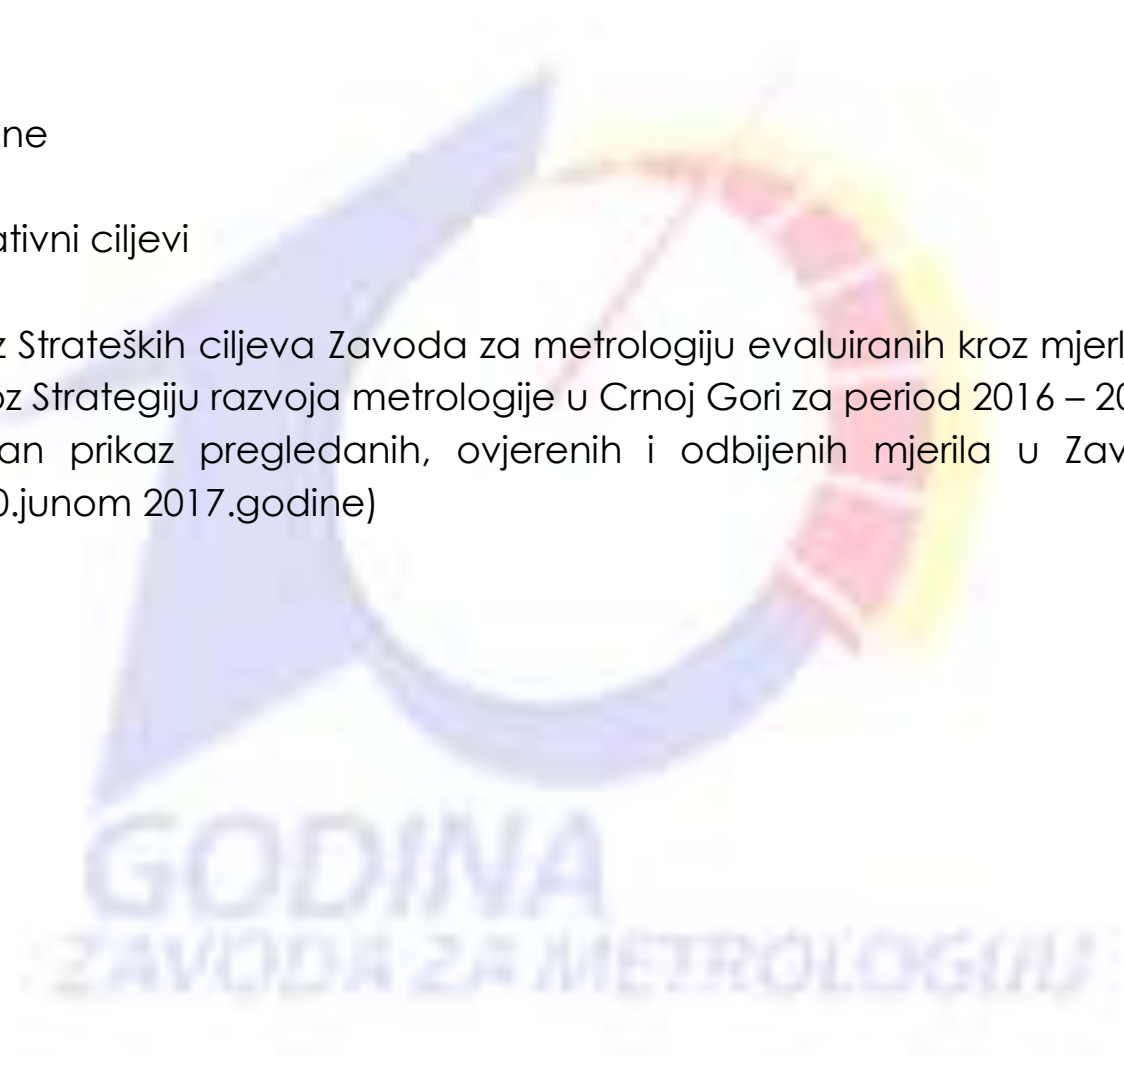 ne
ativni ciljevi
z Strateških ciljeva Zavoda za metrologiju evaluiranih kroz mjerl
oz Strategiju razvoja metrologije u Crnoj Gori za period 2016 – 20
an prikaz pregledanih, ovjerenih i odbijenih mjerila u Zav
0.junom 2017.godine)
10
GODINA
ZAVODA ZA METROLOGIJU